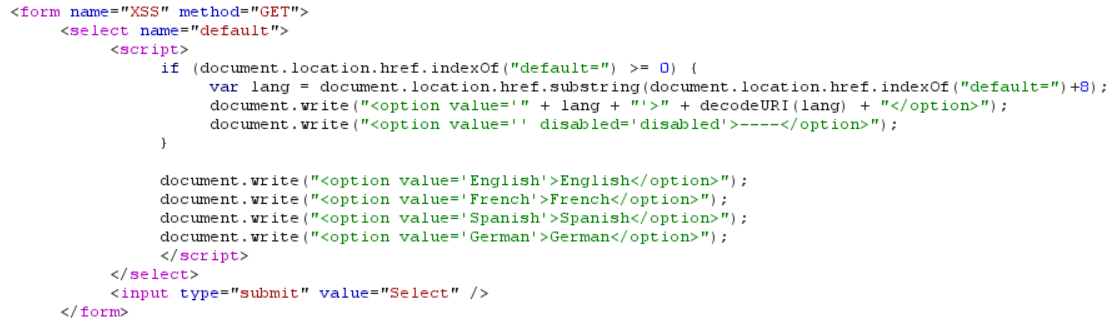 <form name="XSS" method="GET">
<select name="default">
<script>
if (document.location.href.indexOf("default=") >= 0) {
var lang = document.location.href.substring(document.location.href.indexOf("default=")+8);
document.write("<option value='" + lang + "'>" + decodeURI(lang) + "</option>");
document.write("<option value='' disabled='disabled'>----</option>");
}
document.write("<option value='English'>English</option>");
document.write("<option value='French'>French</option>");
document.write("<option value='Spanish'>Spanish</option>");
document.write("<option value='German'>German</option>");
</script>
</select>
<input type="submit" value="Select" />
</form>